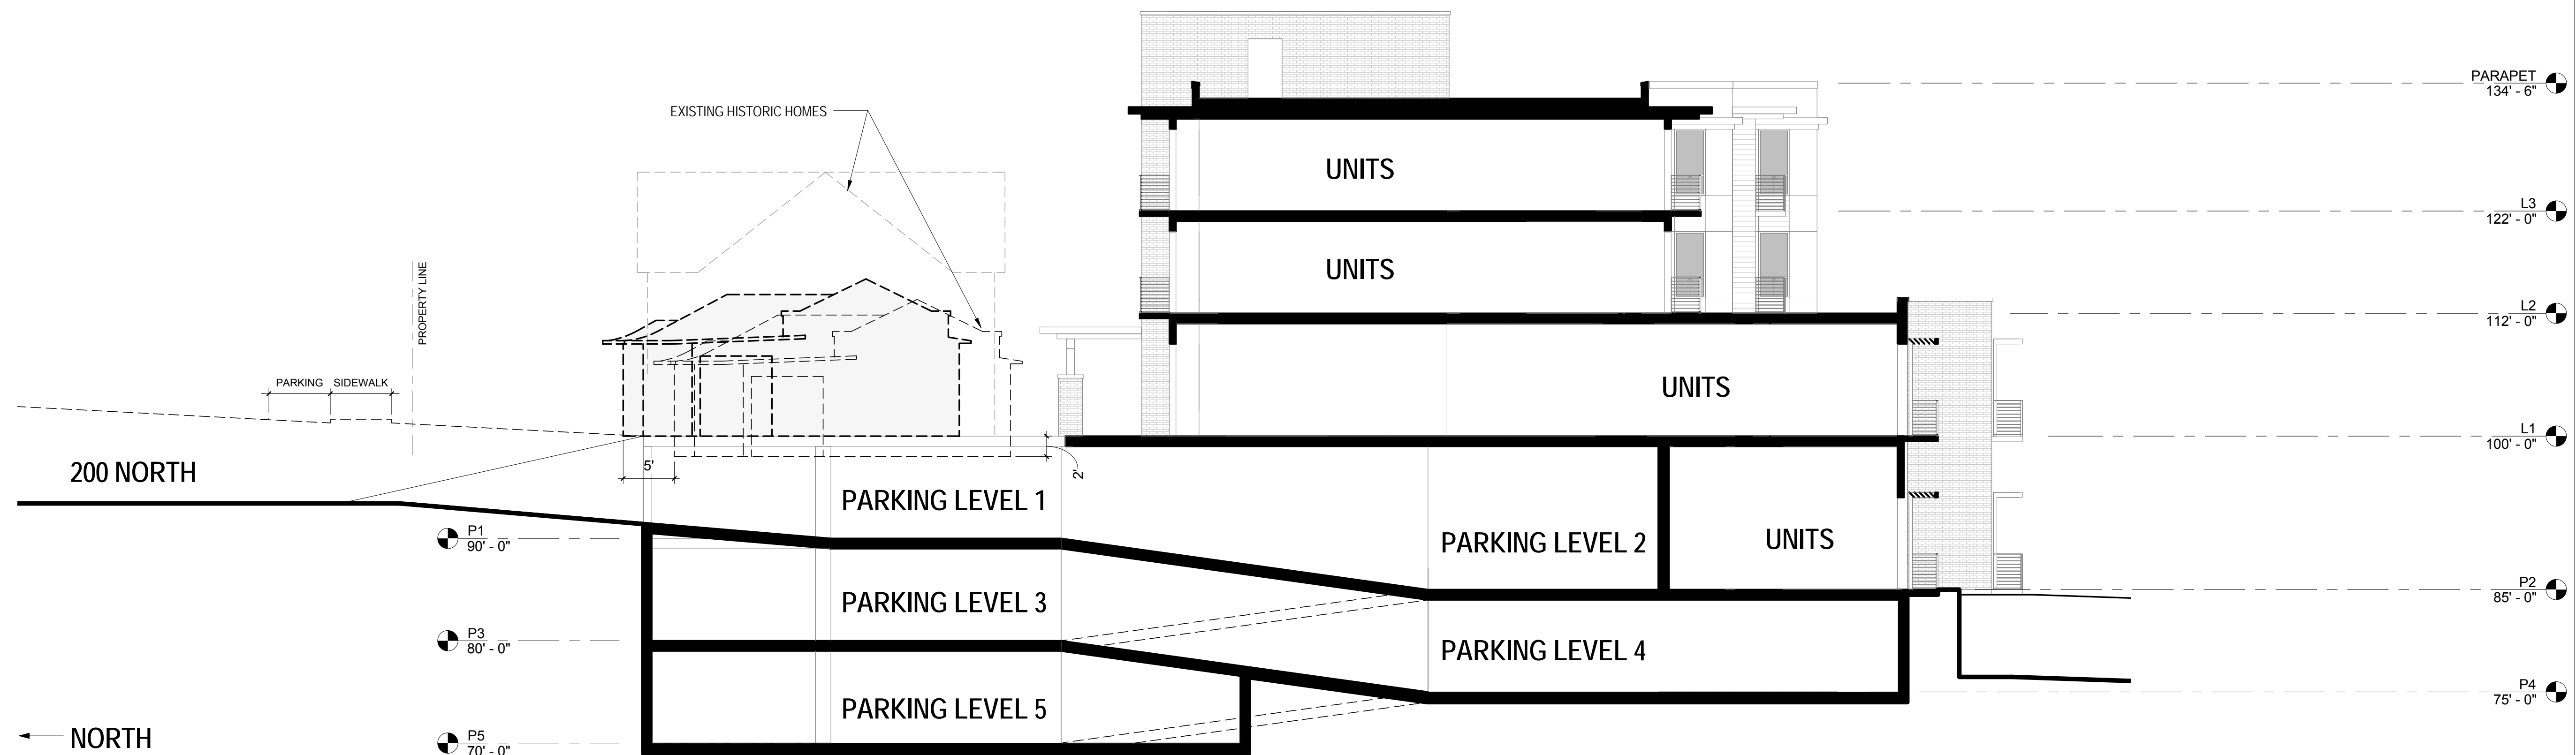 PARAPET
134' - 6"
EXISTING HISTORIC HOMES
UNITS
L3
122' - 0"
UNITS
PROPERTY LINE
L2
112' - 0"
PARKING SIDEWALK
UNITS
L1
100' - 0"
200 NORTH
5'
2'
PARKING LEVEL 1
P1
90' - 0"
PARKING LEVEL 2
UNITS
P2
85' - 0"
PARKING LEVEL 3
P3
80' - 0"
PARKING LEVEL 4
P4
75' - 0"
PARKING LEVEL 5
NORTH
P5
70' - 0"